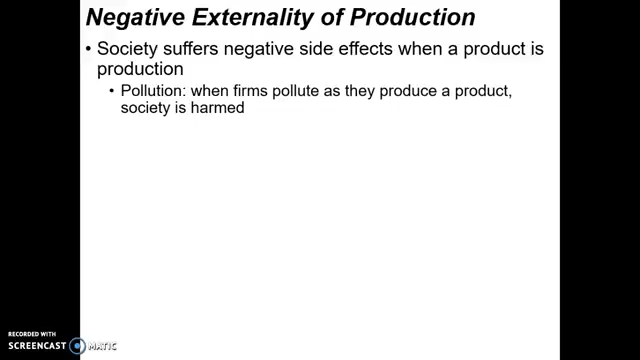 Negative Externality of Production
• Society suffers negative side effects when a product is
production
• Pollution: when firms pollute as they produce a product,
society is harmed
RECORDED WITH
SCREENCAST MATIC